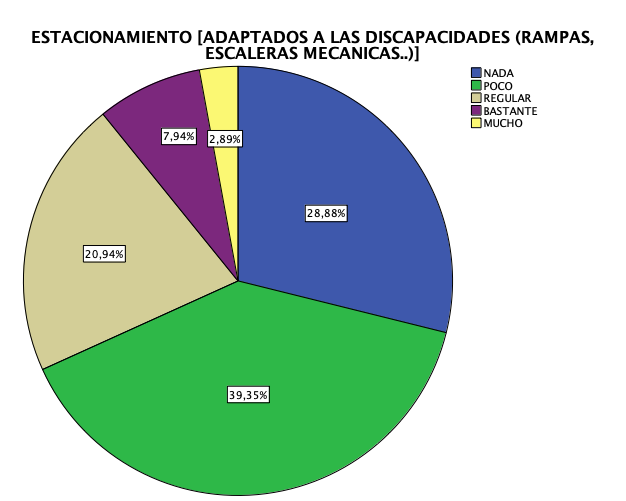 ESTACIONAMIENTO [ADAPTADOS A LAS DISCAPACIDADES (RAMPAS,
ESCALERAS MECANICAS..)]
NADA
POCO
REGULAR
BASTANTE
MUCHO
7,94%
2,89%
28,88%
20,94%
39,35%